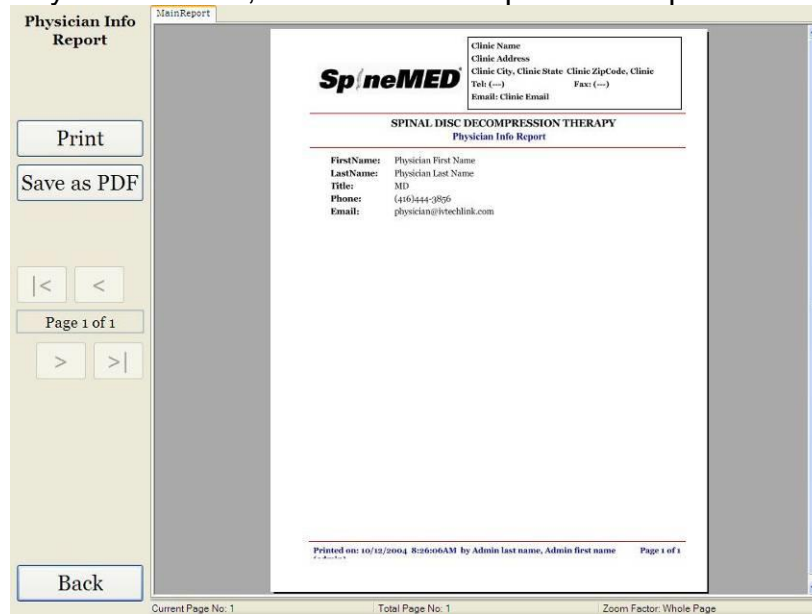 Physician Info
Report
Print
Save as PDF
|<
<
Page 1 of 1
>
>|
Back
MainReport
SpineMED
Clinic Name
Clinic Address
Clinic City, Clinic State Clinic ZipCode, Clinic
Tel: (---) Fax: (---)
Email: Clinic Email
SPINAL DISC DECOMPRESSION THERAPY
Physician Info Report
FirstName: Physician First Name
LastName: Physician Last Name
Title: MD
Phone: (416)444-3856
Email: physician@ivtechlink.com
Printed on: 10/12/2004 8:26:06AM by Admin last name, Admin first name Page 1 of 1
Current Page No: 1 Total Page No: 1 Zoom Factor: Whole Page